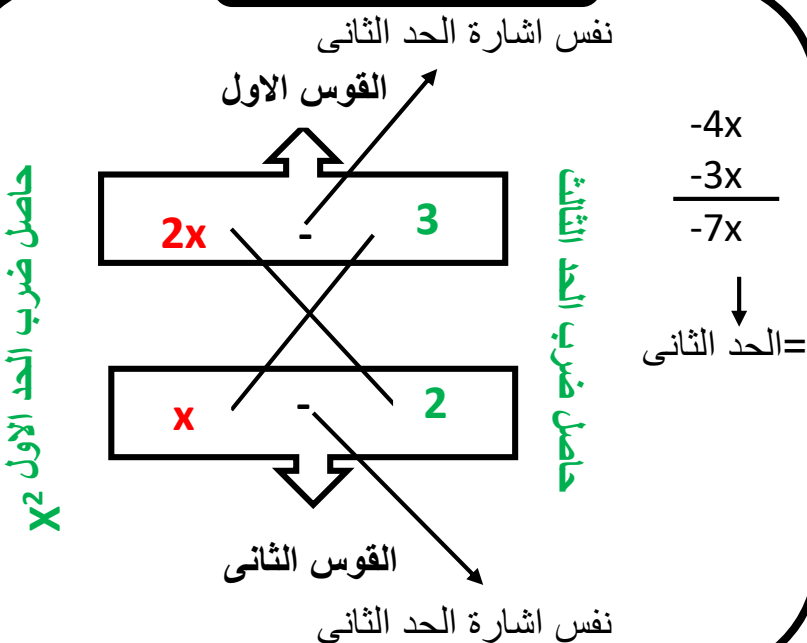 نفس اشارة الحد الثانى
القوس الاول
2x - 3
x - 2
القوس الثانى
نفس اشارة الحد الثانى
حاصل ضرب الحد الاول X²
حاصل ضرب الحد الثالث
-4x
-3x
-7x
=الحد الثانى